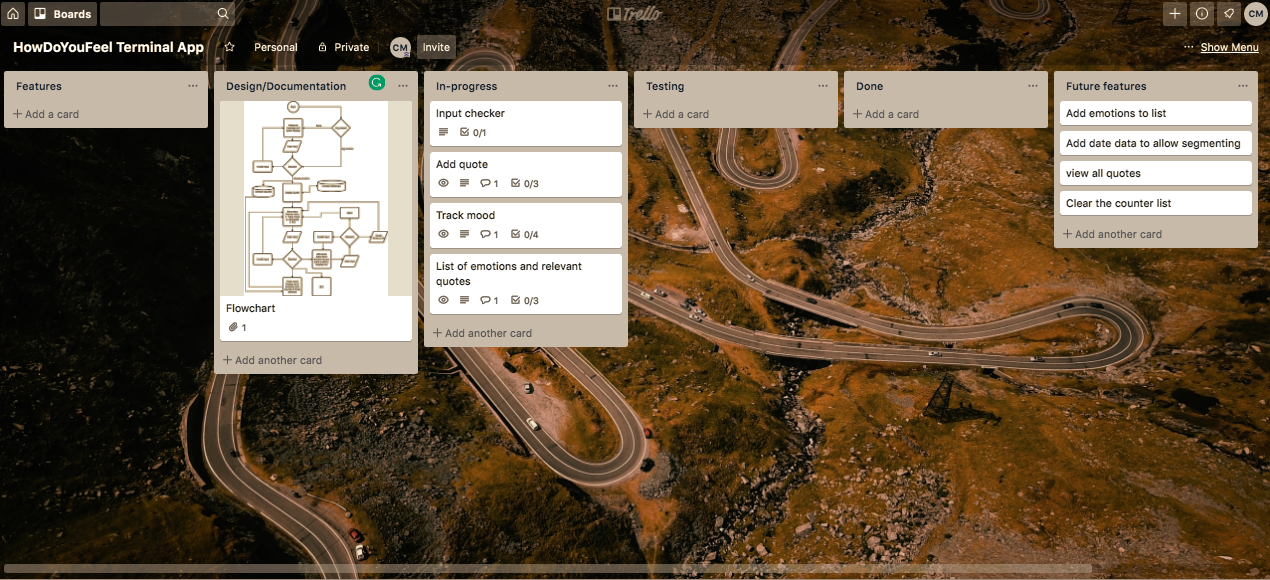 Boards
Trello
HowDoYouFeel Terminal App
Personal
Private
CM
Invite
CM
Show Menu
Features
Add a card
Design/Documentation
Flowchart
1
Add another card
In-progress
Input checker
0/1
Add quote
1
0/3
Track mood
1
0/4
List of emotions and relevant
quotes
1
0/3
Add another card
Testing
Add a card
Done
Add a card
Future features
Add emotions to list
Add date data to allow segmenting
view all quotes
Clear the counter list
Add another card